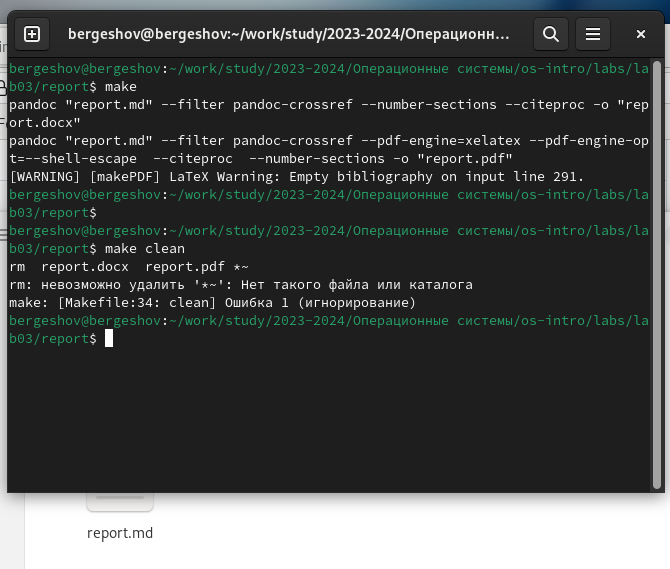 bergeshov@bergeshov:~/work/study/2023-2024/Операционн...
bergeshov@bergeshov:~/work/study/2023-2024/Операционные системы/os-intro/labs/la
b03/report$ make
pandoc "report.md" --filter pandoc-crossref --number-sections --citeproc -o "rep
ort.docx"
pandoc "report.md" --filter pandoc-crossref --pdf-engine=xelatex --pdf-engine-op
t=--shell-escape  --citeproc  --number-sections -o "report.pdf"
[WARNING] [makePDF] LaTeX Warning: Empty bibliography on input line 291.
bergeshov@bergeshov:~/work/study/2023-2024/Операционные системы/os-intro/labs/la
b03/report$
bergeshov@bergeshov:~/work/study/2023-2024/Операционные системы/os-intro/labs/la
b03/report$ make clean
rm  report.docx  report.pdf *~
rm: невозможно удалить '*~': Нет такого файла или каталога
make: [Makefile:34: clean] Ошибка 1 (игнорирование)
bergeshov@bergeshov:~/work/study/2023-2024/Операционные системы/os-intro/labs/la
b03/report$
report.md